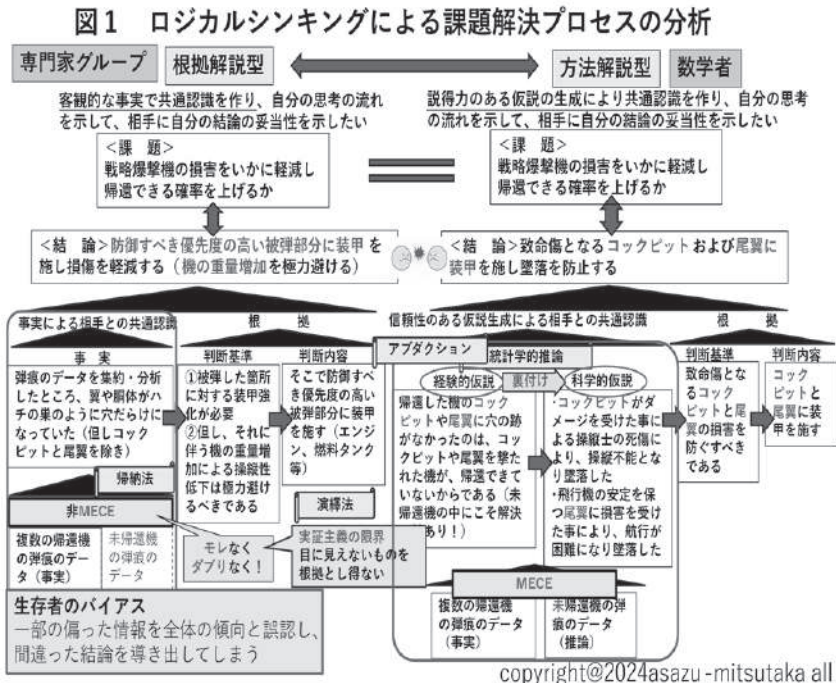 図1 ロジカルシンキングによる課題解決プロセスの分析
専門家グループ
根拠解説型
方法解説型
数学者
客観的な事実で共通認識を作り、自分の思考の流れ
を示して、相手に自分の結論の妥当性を示したい
説得力のある仮説の生成により共通認識を作り、自分の思考
の流れを示して、相手に自分の結論の妥当性を示したい
<課 題>
戦略爆撃機の損害をいかに軽減し
帰還できる確率を上げるか
<課 題>
戦略爆撃機の損害をいかに軽減し
帰還できる確率を上げるか
<結 論>防御すべき優先度の高い被弾部分に装甲を
施し損傷を軽減する(機の重量増加を極力避ける)
<結 論>致命傷となるコックピットおよび尾翼に
装甲を施し墜落を防止する
事実による相手との共通認識
根 拠
信頼性のある仮説生成による相手との共通認識
根 拠
事 実
弾痕のデータを集約・分析
したところ、翼や胴体がハ
チの巣のように穴だらけに
なっていた(但しコック
ピットと尾翼を除き)
判断基準
①被弾した箇所
に対する装甲強
化が必要
②但し、それに
伴う機の重量増
加による操縦性
低下は極力避け
るべきである
判断内容
そこで防御すべ
き優先度の高い
被弾部分に装甲
を施す(エンジ
ン、燃料タンク
等)
帰納法
演繹法
非MECE
複数の帰還機
の弾痕のデー
タ(事実)
未帰還機
の弾痕の
データ
モレなく
ダブりなく!
実証主義の限界
目に見えないものを
根拠とし得ない
生存者のバイアス
一部の偏った情報を全体の傾向と誤認し、
間違った結論を導き出してしまう
アブダクション
統計学的推論
経験的仮説
裏付け
科学的仮説
帰還した機のコック
ピットや尾翼に穴の跡
がなかったのは、コッ
クピットや尾翼を撃た
れた機が、帰還できて
いないからである(未
帰還機の中にこそ解決
あり!)
・コックピットがダ
メージを受けた事に
よる操縦士の死傷に
より、操縦不能とな
り墜落した
・飛行機の安定を保
つ尾翼に損害を受け
た事により、航行が
困難になり墜落した
MECE
複数の帰還機
の弾痕のデータ
(事実)
未帰還機の弾
痕のデータ
(推論)
判断基準
致命傷とな
るコック
ピットと尾
翼の損害を
防ぐすべき
である
判断内容
コック
ピットと
尾翼に装
甲を施す
copyright@2024asazu-mitsutaka all